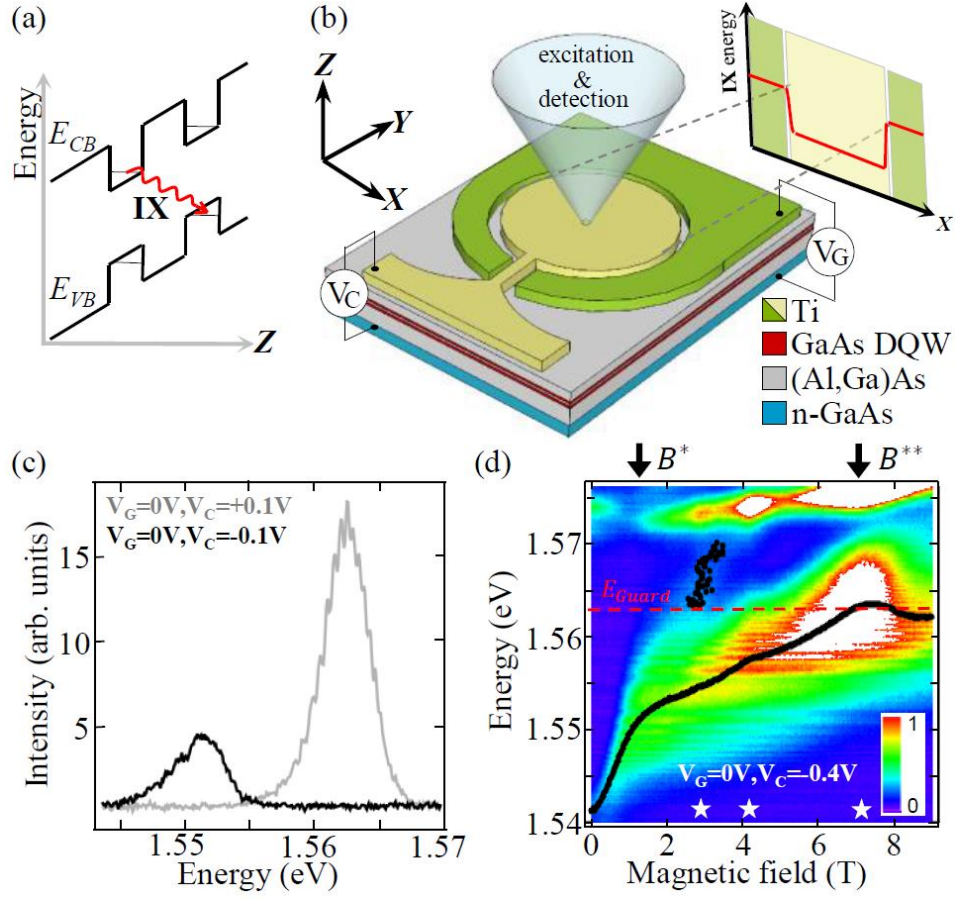 (a)
Energy
E_CB
IX
E_VB
Z
(b)
Z
Y
X
excitation
&
detection
IX energy
x
V_C
V_G
Ti
GaAs DQW
(Al,Ga)As
n-GaAs
(c)
V_G=0V,V_C=+0.1V
V_G=0V,V_C=−0.1V
Intensity (arb. units)
15
10
5
1.55
1.56
1.57
Energy (eV)
(d)
B*
B**
1.57
1.56
1.55
1.54
Energy (eV)
E_Guard
V_G=0V,V_C=−0.4V
1
0
0
2
4
6
8
Magnetic field (T)